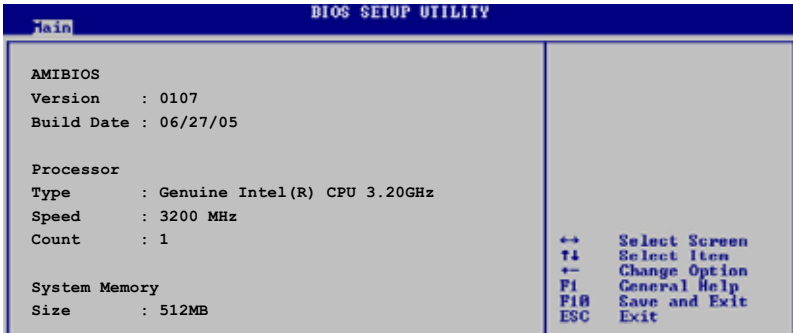 BIOS SETUP UTILITY
Main
AMIBIOS
Version : 0107
Build Date : 06/27/05
Processor
Type : Genuine Intel(R) CPU 3.20GHz
Speed : 3200 MHz
Count : 1
System Memory
Size : 512MB
↔ Select Screen
↑↓ Select Item
+- Change Option
F1 General Help
F10 Save and Exit
ESC Exit